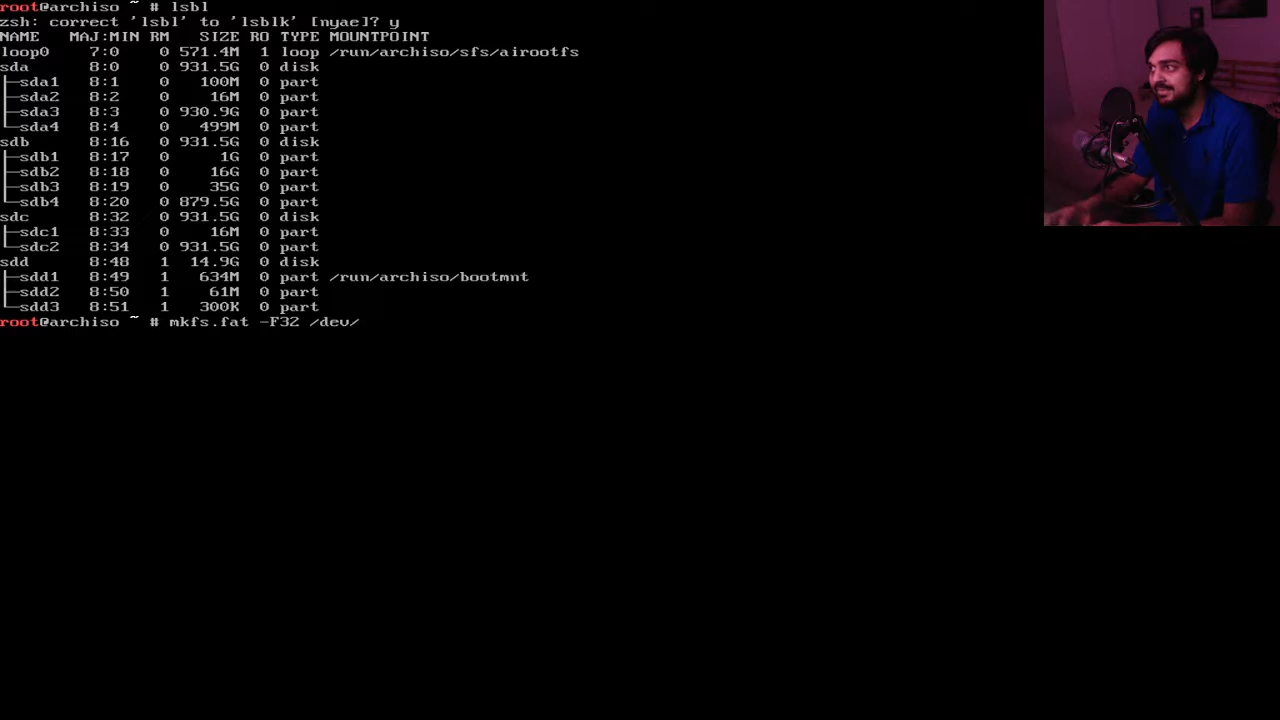 root@archiso ~ # lsbl
zsh: correct 'lsbl' to 'lsblk' [nyae]? y
NAME   MAJ:MIN RM   SIZE RO TYPE MOUNTPOINT
loop0    7:0    0 571.4M  1 loop /run/archiso/sfs/airootfs
sda      8:0    0 931.5G  0 disk
├─sda1   8:1    0   100M  0 part
├─sda2   8:2    0    16M  0 part
├─sda3   8:3    0 930.9G  0 part
└─sda4   8:4    0   499M  0 part
sdb      8:16   0 931.5G  0 disk
├─sdb1   8:17   0     1G  0 part
├─sdb2   8:18   0    16G  0 part
├─sdb3   8:19   0    35G  0 part
└─sdb4   8:20   0 879.5G  0 part
sdc      8:32   0 931.5G  0 disk
├─sdc1   8:33   0    16M  0 part
└─sdc2   8:34   0 931.5G  0 part
sdd      8:48   1  14.9G  0 disk
├─sdd1   8:49   1   634M  0 part /run/archiso/bootmnt
├─sdd2   8:50   1    61M  0 part
└─sdd3   8:51   1   300K  0 part
root@archiso ~ # mkfs.fat -F32 /dev/